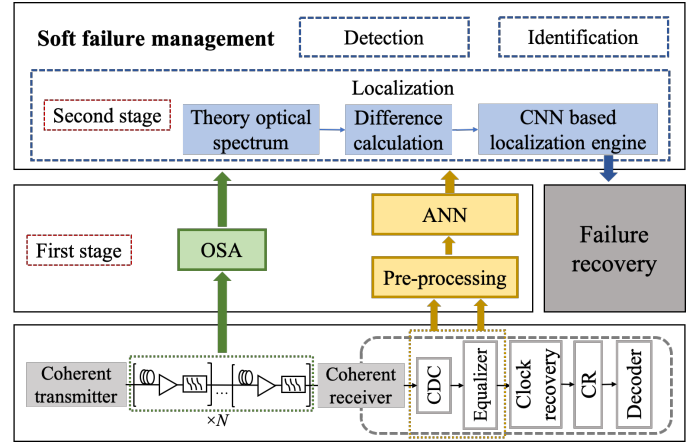 Soft failure management
Detection
Identification
Localization
Second stage
Theory optical
spectrum
Difference
calculation
CNN based
localization engine
First stage
OSA
ANN
Pre-processing
Failure
recovery
Coherent
transmitter
...
×N
Coherent
receiver
CDC
Equalizer
Clock
recovery
CR
Decoder